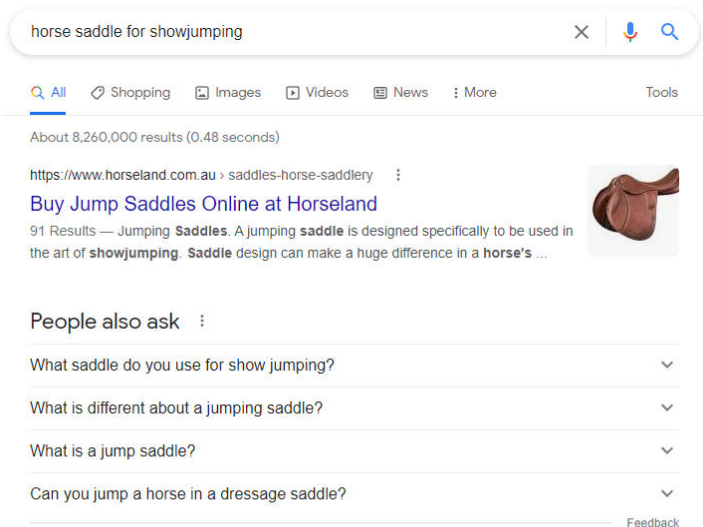 horse saddle for showjumping
All
Shopping
Images
Videos
News
More
Tools
About 8,260,000 results (0.48 seconds)
https://www.horseland.com.au › saddles-horse-saddlery
Buy Jump Saddles Online at Horseland
91 Results — Jumping Saddles. A jumping saddle is designed specifically to be used in
the art of showjumping. Saddle design can make a huge difference in a horse's ...
People also ask
What saddle do you use for show jumping?
What is different about a jumping saddle?
What is a jump saddle?
Can you jump a horse in a dressage saddle?
Feedback